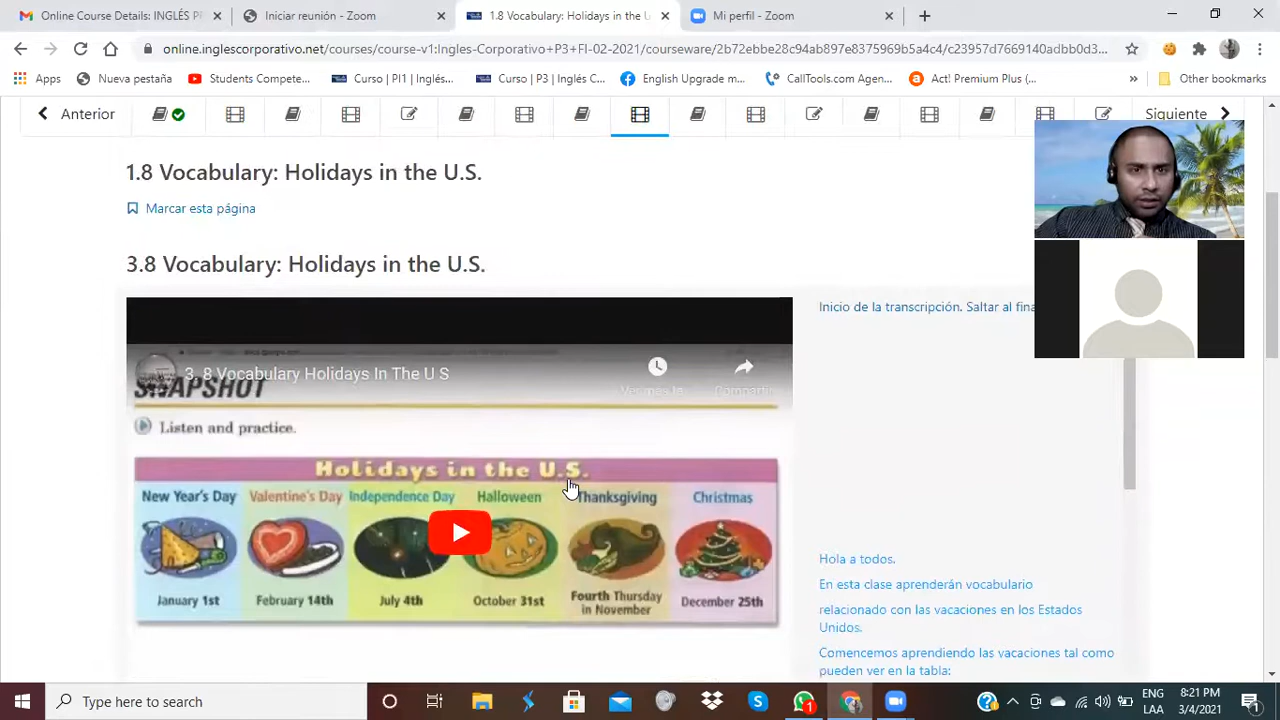 Online Course Details: INGLÉS PR
Iniciar reunión - Zoom
1.8 Vocabulary: Holidays in the U
Mi perfil - Zoom
online.inglescorporativo.net/courses/course-v1:Ingles-Corporativo+P3+FI-02-2021/courseware/2b72ebbe28c94ab897e8375969b5a4c4/c23957d7669140adbb0d3...
Apps
Nueva pestaña
Students Compete...
Curso | PI1 | Inglés...
Curso | P3 | Inglés C...
English Upgrade m...
CallTools.com Agen...
Act! Premium Plus (...
»
Other bookmarks
Anterior
Siguiente
1.8 Vocabulary: Holidays in the U.S.
Marcar esta página
3.8 Vocabulary: Holidays in the U.S.
Inicio de la transcripción. Saltar al fina
3. 8 Vocabulary Holidays In The U S
SNAPSHOT
Compartir
Listen and practice.
Holidays in the U.S.
New Year's Day Valentine's Day Independence Day Halloween Thanksgiving Christmas
January 1st February 14th July 4th October 31st Fourth Thursday in November December 25th
Hola a todos.
En esta clase aprenderán vocabulario
relacionado con las vacaciones en los Estados
Unidos.
Comencemos aprendiendo las vacaciones tal como
pueden ver en la tabla:
Type here to search
1
ENG
LAA
8:21 PM
3/4/2021
1